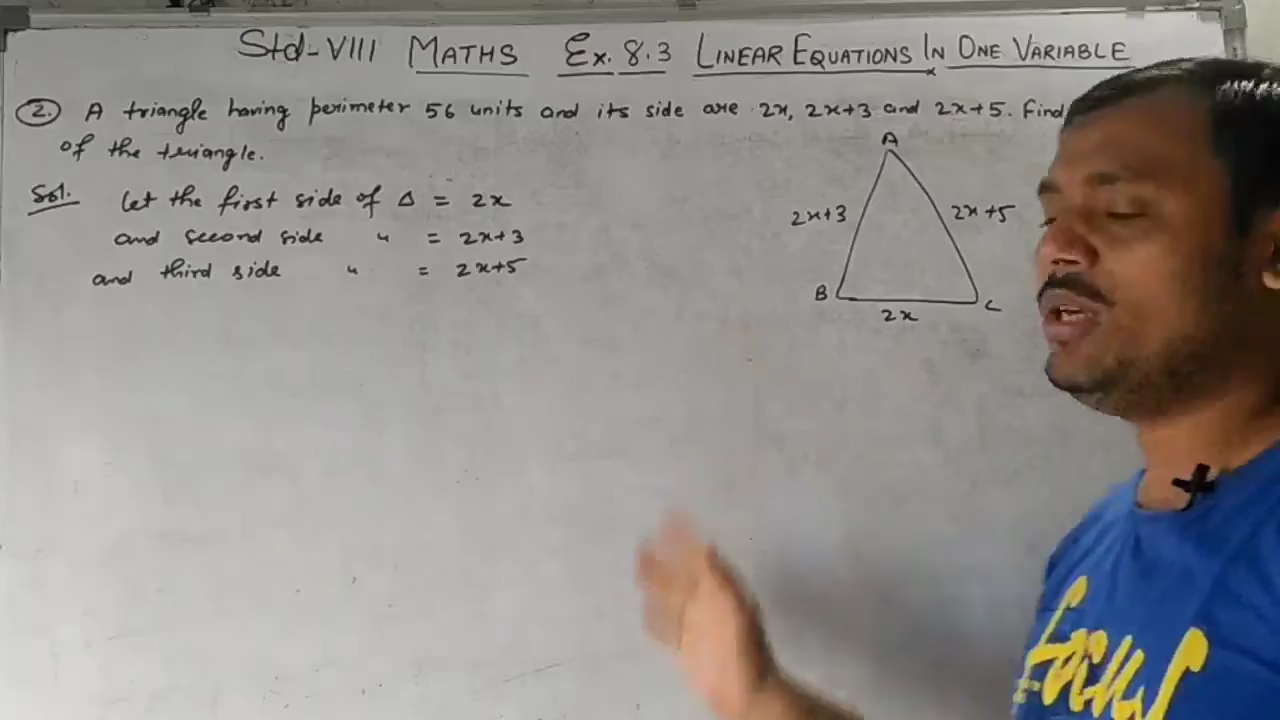 Std-VIII MATHS Ex. 8.3 LINEAR EQUATIONS IN ONE VARIABLE
2. A triangle having perimeter 56 units and its side are 2x, 2x+3 and 2x+5. Find
of the triangle.
Sol. Let the first side of Δ = 2x
and second side " = 2x+3
and third side " = 2x+5
A
2x+3
2x+5
B
C
2x